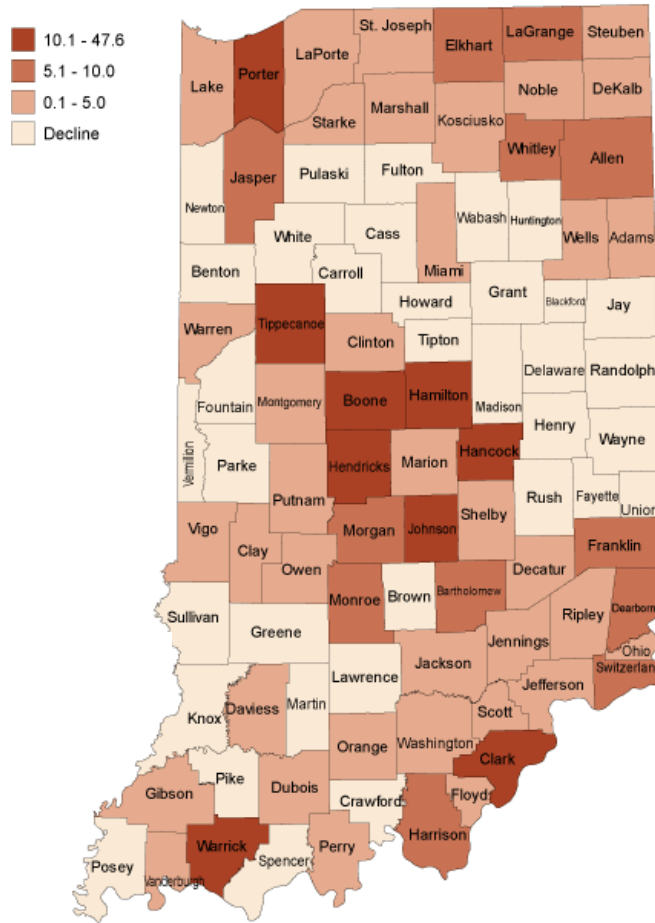 10.1 - 47.6
5.1 - 10.0
0.1 - 5.0
Decline
Lake
Porter
LaPorte
St. Joseph
Elkhart
LaGrange
Steuben
Starke
Marshall
Kosciusko
Noble
DeKalb
Newton
Jasper
Pulaski
Fulton
Whitley
Allen
Benton
White
Cass
Miami
Wabash
Huntington
Wells
Adams
Carroll
Howard
Grant
Blackford
Jay
Warren
Tippecanoe
Clinton
Tipton
Madison
Delaware
Randolph
Fountain
Montgomery
Boone
Hamilton
Henry
Wayne
Vermilion
Parke
Putnam
Hendricks
Marion
Hancock
Rush
Fayette
Union
Vigo
Clay
Owen
Morgan
Johnson
Shelby
Decatur
Franklin
Sullivan
Greene
Monroe
Brown
Bartholomew
Jennings
Ripley
Dearborn
Ohio
Switzerlan
Knox
Daviess
Martin
Lawrence
Jackson
Jefferson
Scott
Gibson
Pike
Dubois
Orange
Washington
Clark
Floyd
Posey
Vanderburgh
Warrick
Spencer
Perry
Crawford
Harrison